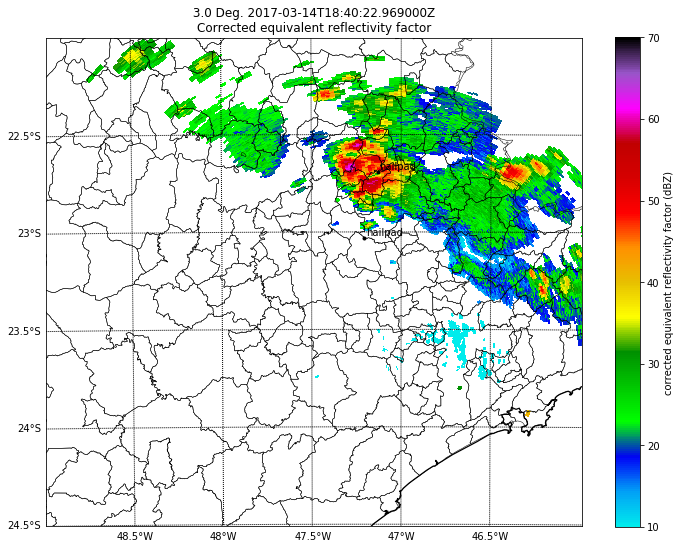 3.0 Deg. 2017-03-14T18:40:22.969000Z
Corrected equivalent reflectivity factor
22.5°S
23°S
23.5°S
24°S
24.5°S
48.5°W
48°W
47.5°W
47°W
46.5°W
hailpad
hailpad
70
60
50
40
30
20
10
corrected equivalent reflectivity factor (dBZ)